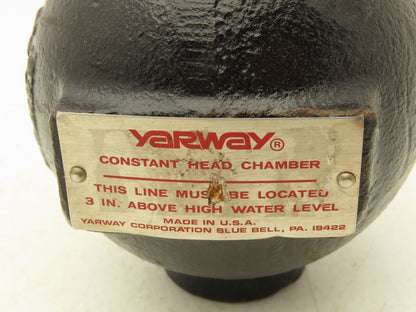 YARWAY®
CONSTANT HEAD CHAMBER
THIS LINE MUST BE LOCATED
3 IN. ABOVE HIGH WATER LEVEL
MADE IN U.S.A.
YARWAY CORPORATION BLUE BELL, PA. 19422